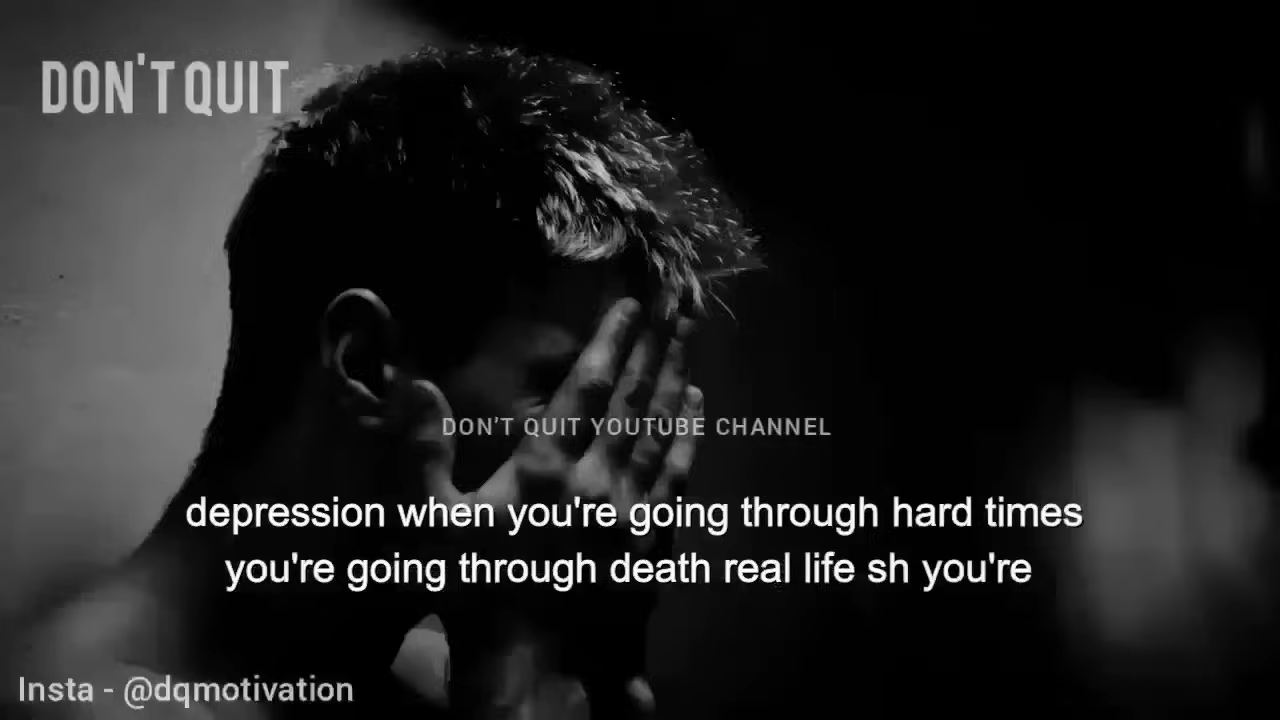 DON'T QUIT
DON'T QUIT YOUTUBE CHANNEL
depression when you're going through hard times
you're going through death real life sh you're
Insta - @dqmotivation